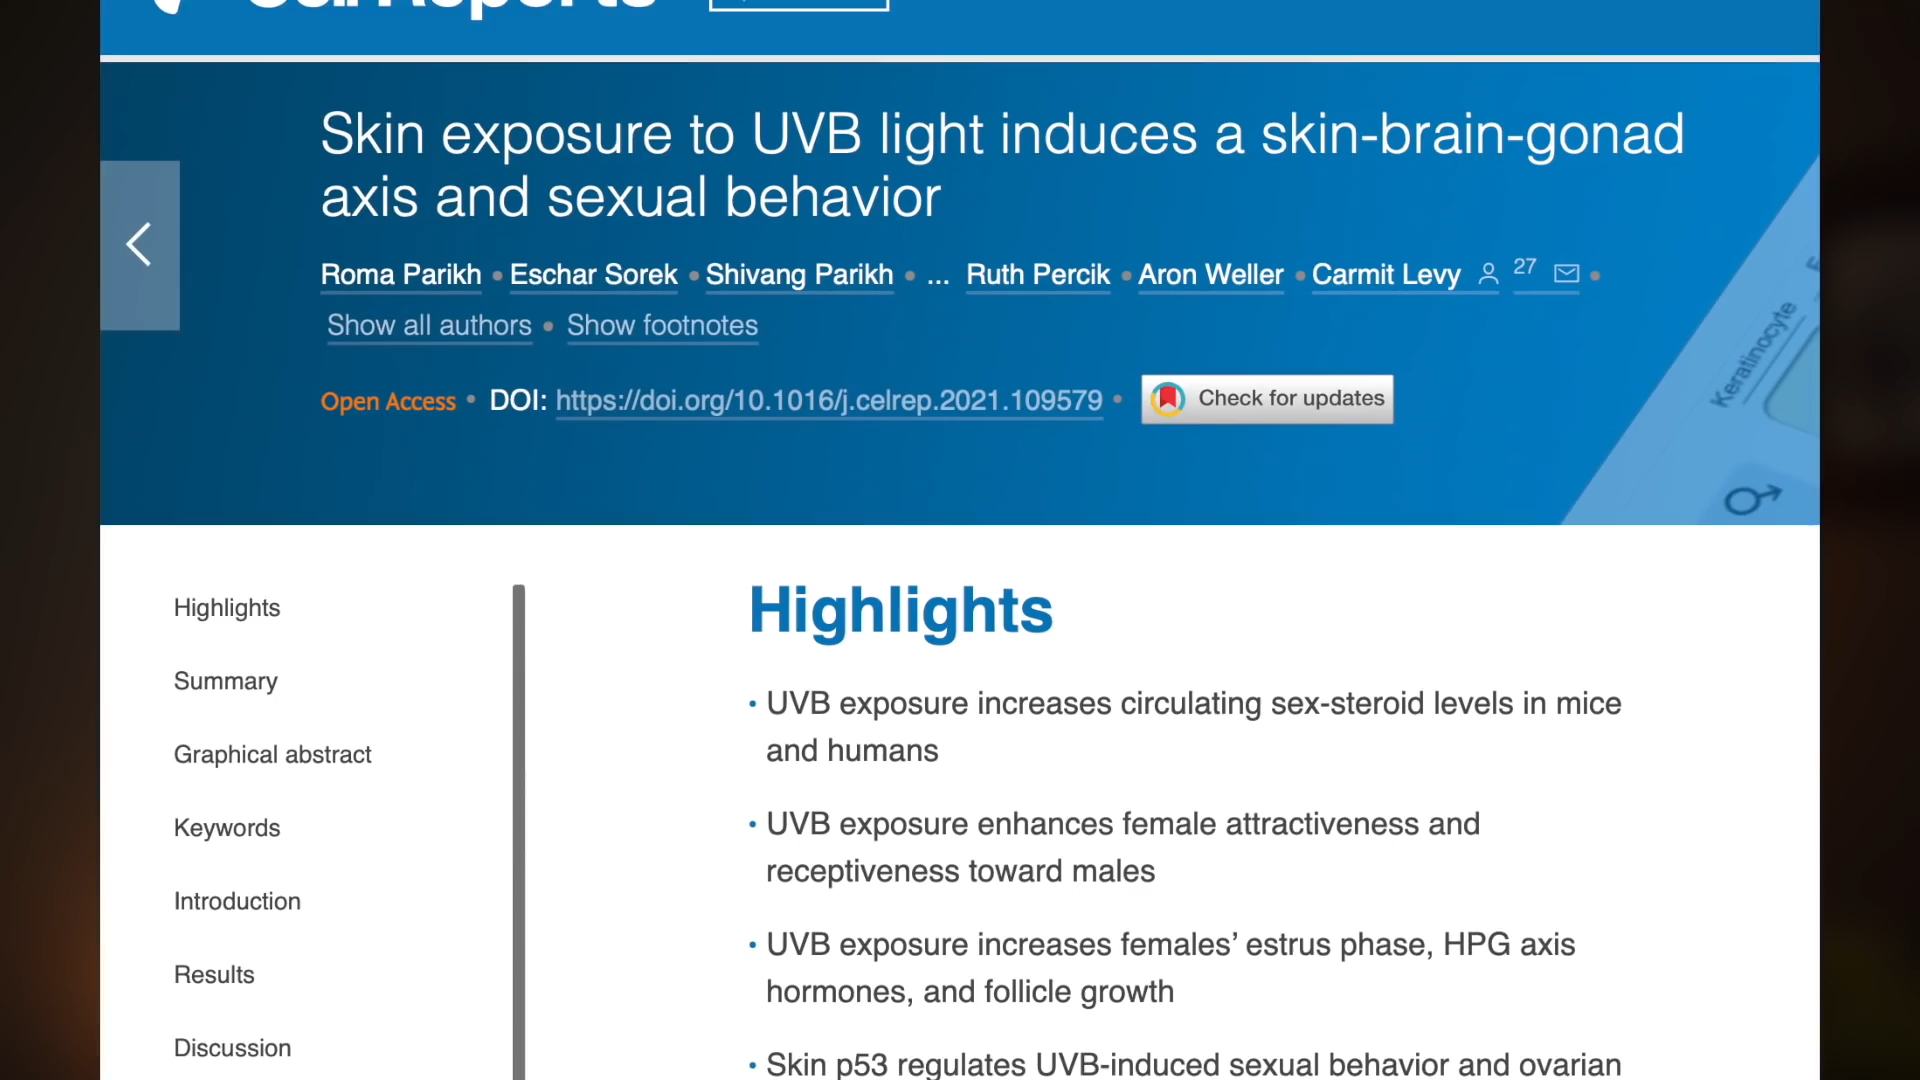 Cell Reports
Skin exposure to UVB light induces a skin-brain-gonad
axis and sexual behavior
Roma Parikh • Eschar Sorek • Shivang Parikh • ... Ruth Percik • Aron Weller • Carmit Levy 27 •
Show all authors • Show footnotes
Open Access • DOI: https://doi.org/10.1016/j.celrep.2021.109579 • Check for updates
Keratinocyte
Highlights
Summary
Graphical abstract
Keywords
Introduction
Results
Discussion
Highlights
• UVB exposure increases circulating sex-steroid levels in mice
and humans
• UVB exposure enhances female attractiveness and
receptiveness toward males
• UVB exposure increases females’ estrus phase, HPG axis
hormones, and follicle growth
• Skin p53 regulates UVB-induced sexual behavior and ovarian